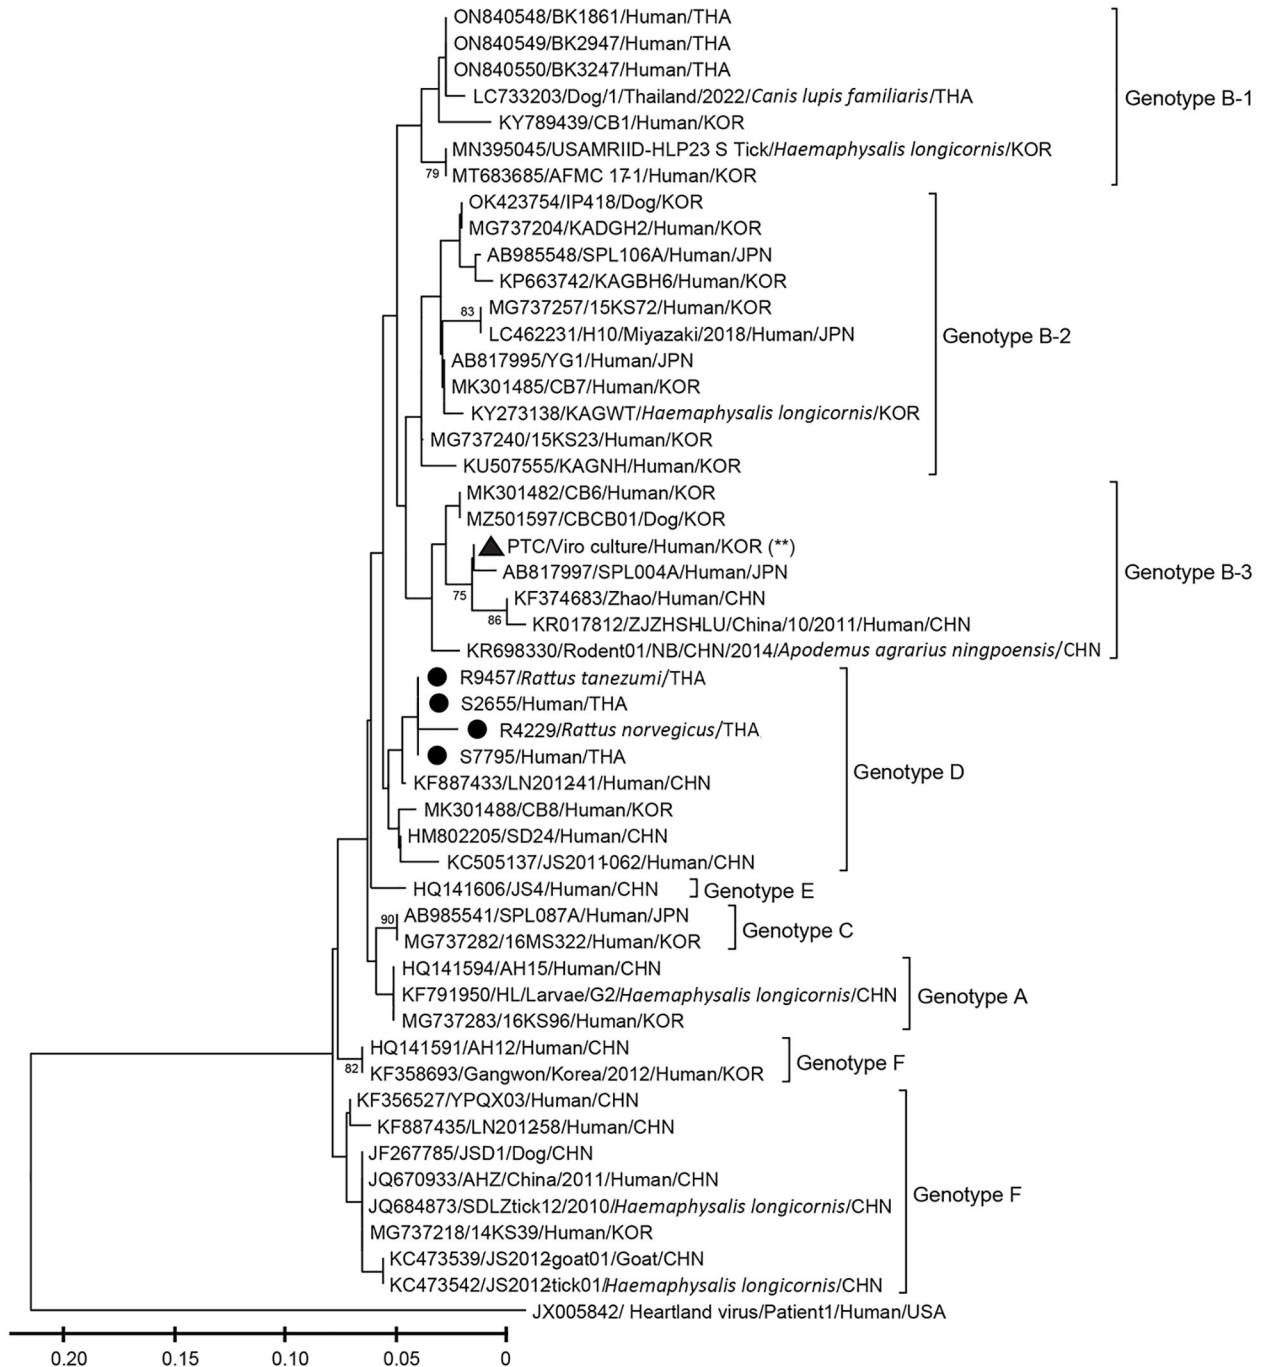 ON840548/BK1861/Human/THA
ON840549/BK2947/Human/THA
ON840550/BK3247/Human/THA
LC733203/Dog/1/Thailand/2022/Canis lupis familiaris/THA
Genotype B-1
KY789439/CB1/Human/KOR
MN395045/USAMRIID-HLP23 S Tick/Haemaphysalis longicornis/KOR
79
MT683685/AFMC 17-1/Human/KOR
OK423754/IP418/Dog/KOR
MG737204/KADGH2/Human/KOR
AB985548/SPL106A/Human/JPN
KP663742/KAGBH6/Human/KOR
83
MG737257/15KS72/Human/KOR
LC462231/H10/Miyazaki/2018/Human/JPN
Genotype B-2
AB817995/YG1/Human/JPN
MK301485/CB7/Human/KOR
KY273138/KAGWT/Haemaphysalis longicornis/KOR
MG737240/15KS23/Human/KOR
KU507555/KAGNH/Human/KOR
MK301482/CB6/Human/KOR
MZ501597/CBCB01/Dog/KOR
PTC/Viro culture/Human/KOR (**)
AB817997/SPL004A/Human/JPN
Genotype B-3
75
KF374683/Zhao/Human/CHN
86
KR017812/ZJZHSHLU/China/10/2011/Human/CHN
KR698330/Rodent01/NB/CHN/2014/Apodemus agrarius ningpoensis/CHN
R9457/Rattus tanezumi/THA
S2655/Human/THA
R4229/Rattus norvegicus/THA
S7795/Human/THA
Genotype D
KF887433/LN2012-41/Human/CHN
MK301488/CB8/Human/KOR
HM802205/SD24/Human/CHN
KC505137/JS2011-062/Human/CHN
HQ141606/JS4/Human/CHN
Genotype E
90
AB985541/SPL087A/Human/JPN
Genotype C
MG737282/16MS322/Human/KOR
HQ141594/AH15/Human/CHN
KF791950/HL/Larvae/G2/Haemaphysalis longicornis/CHN
Genotype A
MG737283/16KS96/Human/KOR
HQ141591/AH12/Human/CHN
Genotype F
82
KF358693/Gangwon/Korea/2012/Human/KOR
KF356527/YPQX03/Human/CHN
KF887435/LN2012-58/Human/CHN
JF267785/JSD1/Dog/CHN
JQ670933/AHZ/China/2011/Human/CHN
Genotype F
JQ684873/SDLZtick12/2010/Haemaphysalis longicornis/CHN
MG737218/14KS39/Human/KOR
KC473539/JS2012-goat01/Goat/CHN
KC473542/JS2012-tick01/Haemaphysalis longicornis/CHN
JX005842/ Heartland virus/Patient1/Human/USA
0.20 0.15 0.10 0.05 0